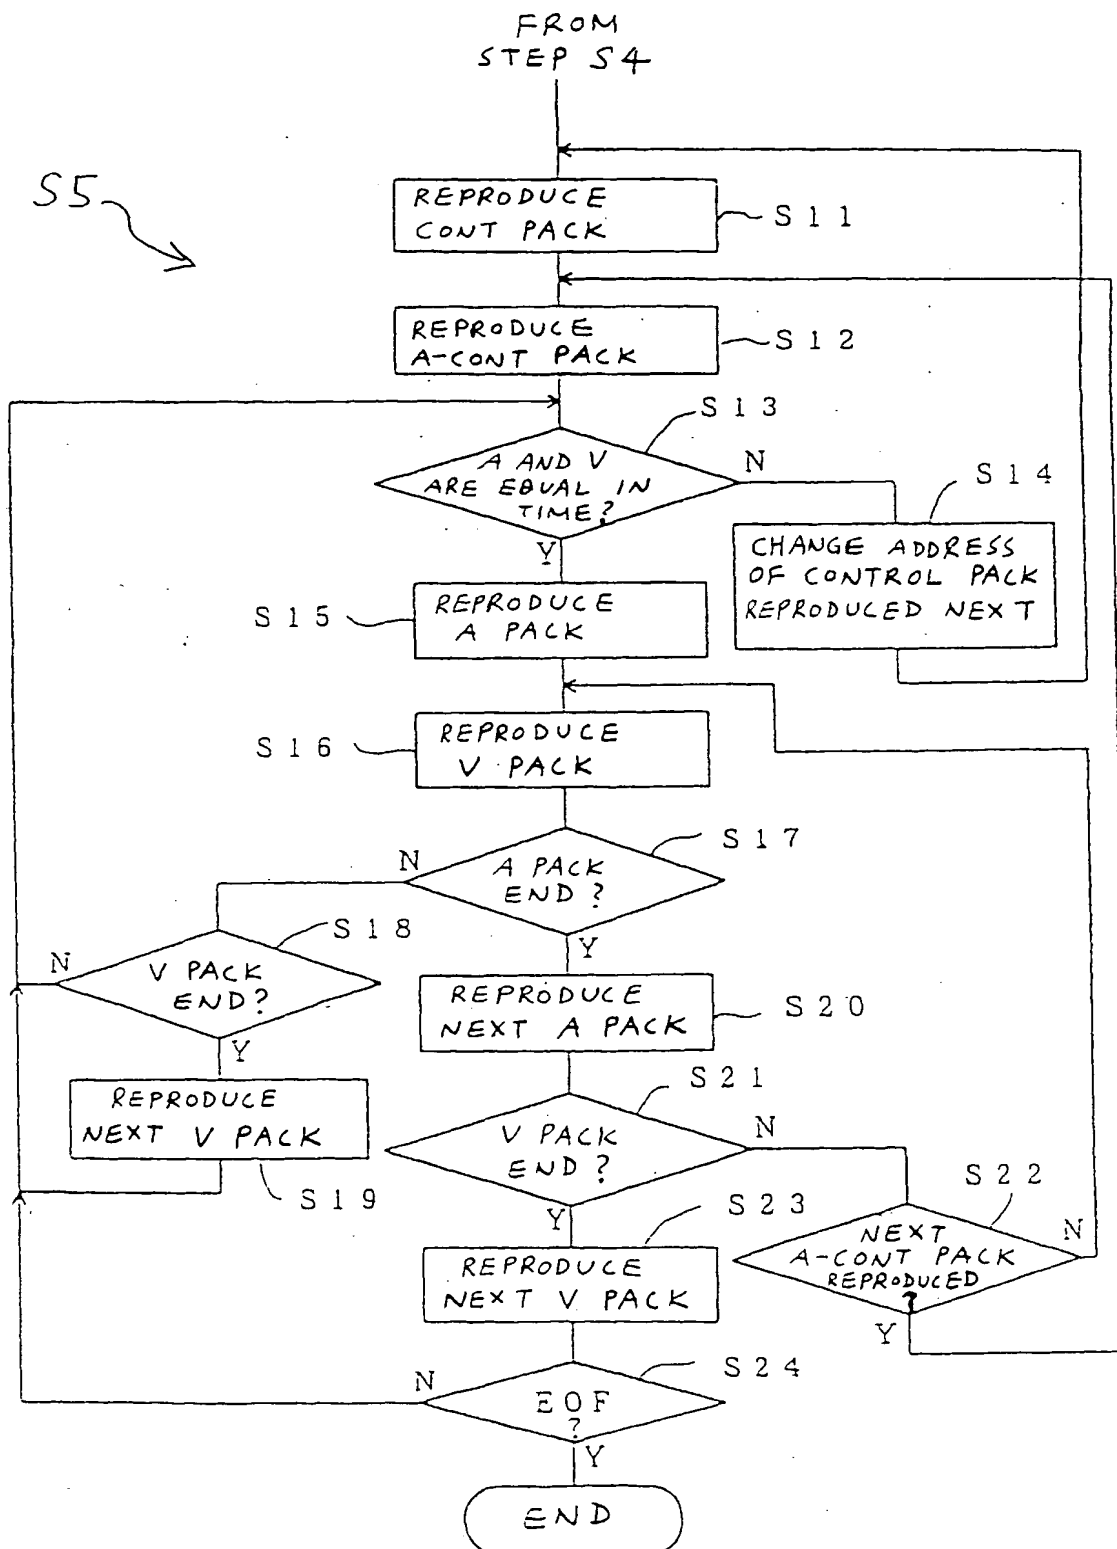 FROM
STEP S4
S5
REPRODUCE
CONT PACK
S11
REPRODUCE
A-CONT PACK
S12
S13
A AND V
ARE EQUAL IN
TIME?
N
Y
S14
CHANGE ADDRESS
OF CONTROL PACK
REPRODUCED NEXT
S15
REPRODUCE
A PACK
S16
REPRODUCE
V PACK
S17
A PACK
END?
N
Y
S18
V PACK
END?
N
Y
REPRODUCE
NEXT V PACK
S19
REPRODUCE
NEXT A PACK
S20
S21
V PACK
END?
N
Y
S22
NEXT
A-CONT PACK
REPRODUCED
?
N
Y
S23
REPRODUCE
NEXT V PACK
S24
EOF
?
N
Y
END